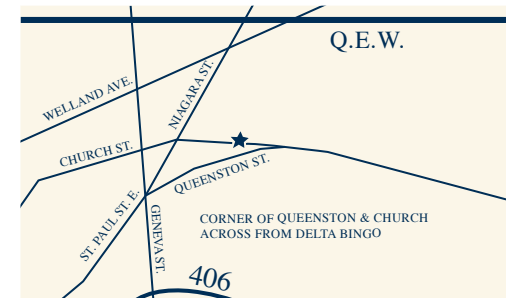 Q.E.W.
WELLAND AVE.
NIAGARA ST.
CHURCH ST.
QUEENSTON ST.
ST. PAUL ST. E.
GENEVA ST.
CORNER OF QUEENSTON & CHURCH
ACROSS FROM DELTA BINGO
406